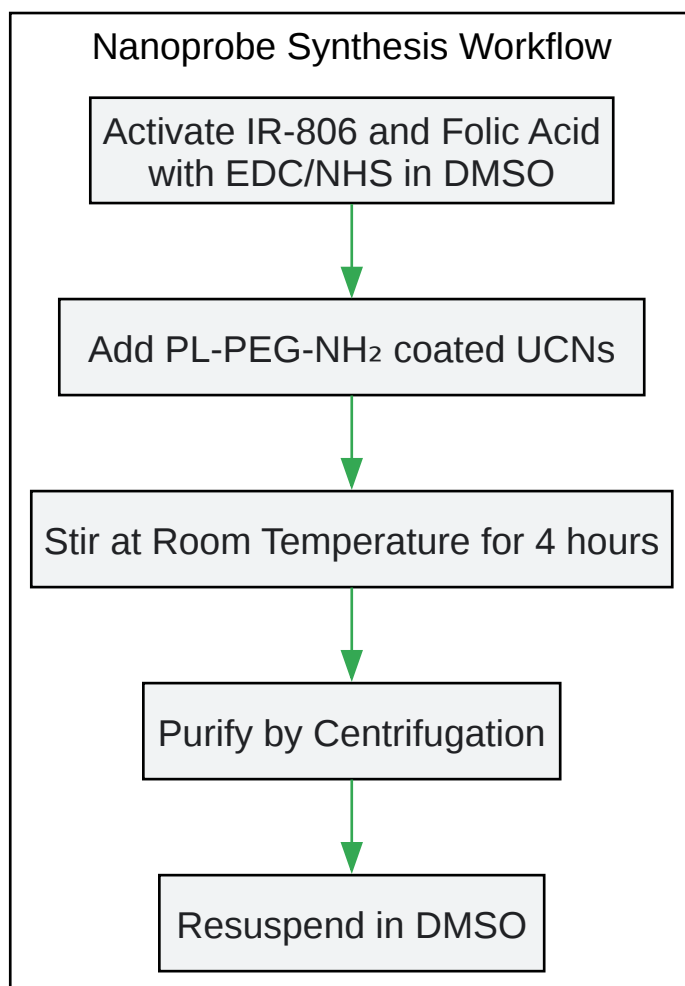 Nanoprobe Synthesis Workflow
Activate IR-806 and Folic Acid
with EDC/NHS in DMSO
Add PL-PEG-NH₂ coated UCNs
Stir at Room Temperature for 4 hours
Purify by Centrifugation
Resuspend in DMSO